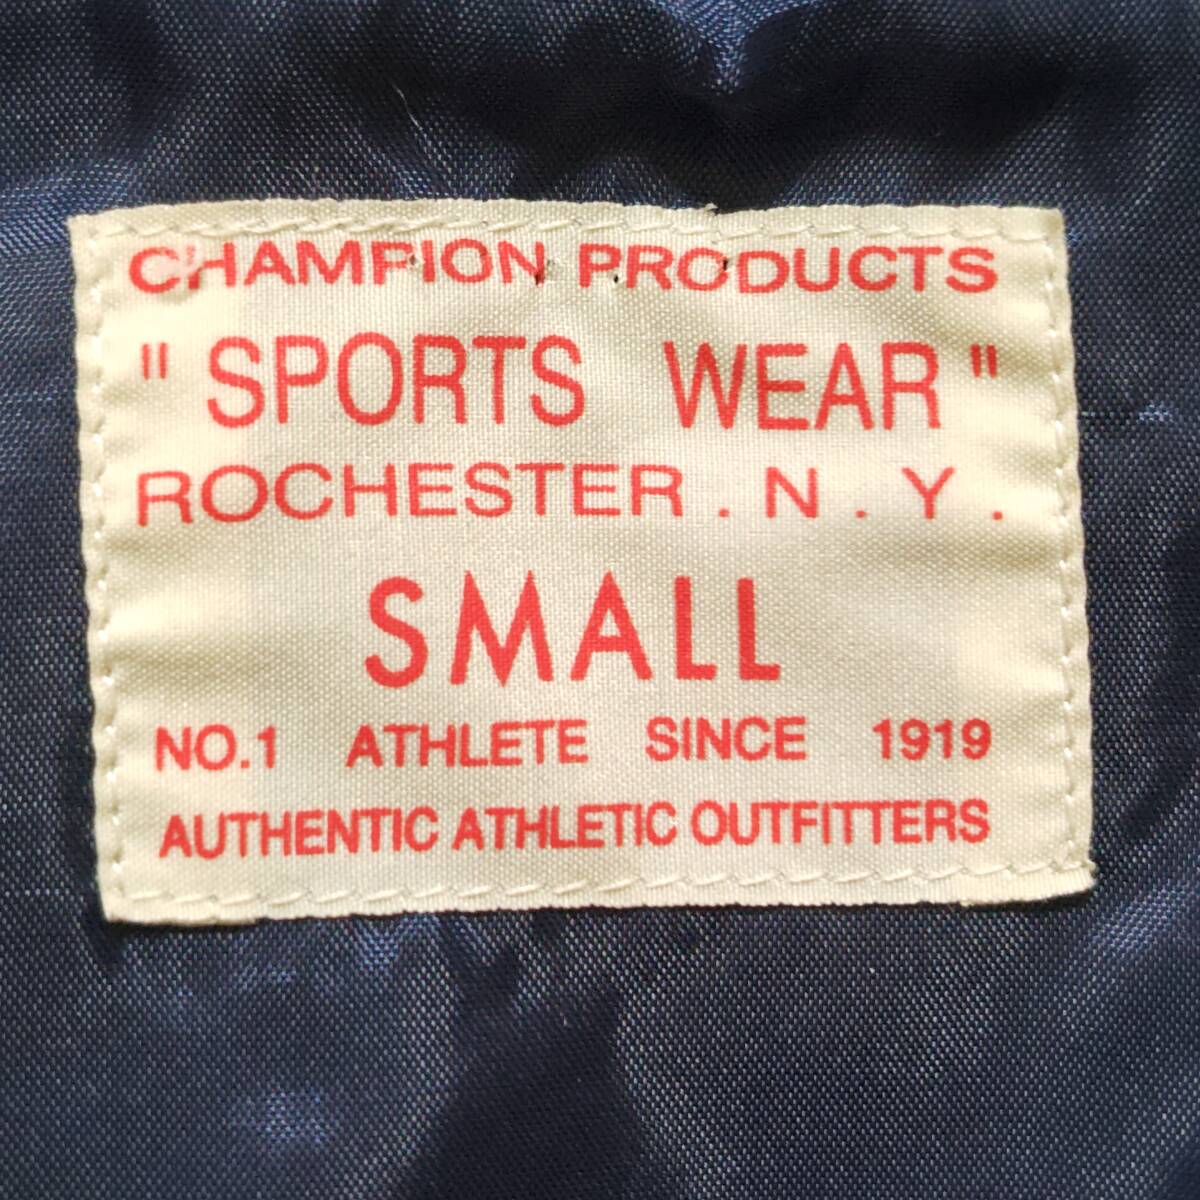 CHAMPION PRODUCTS
" SPORTS WEAR "
ROCHESTER . N . Y .
SMALL
NO.1 ATHLETE SINCE 1919
AUTHENTIC ATHLETIC OUTFITTERS